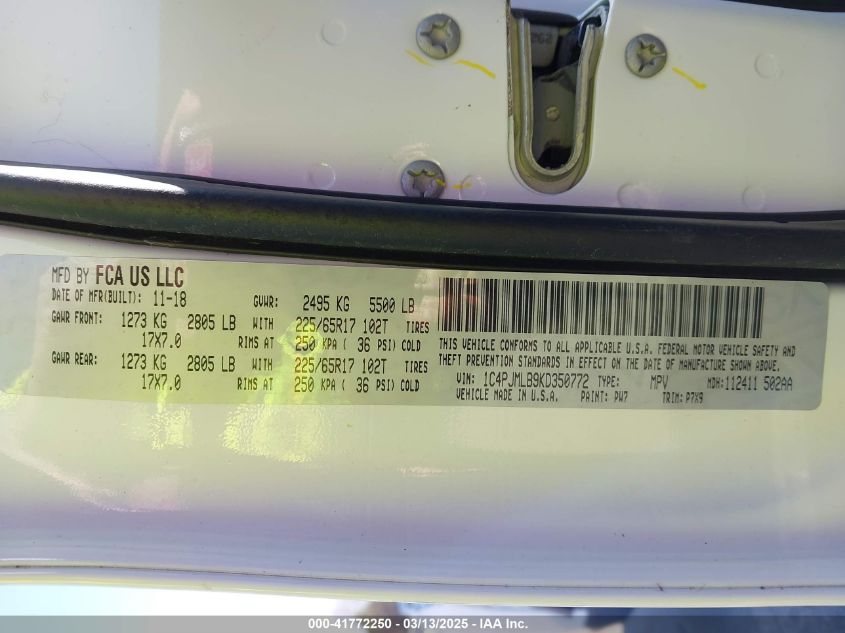 292
MFD BY FCA US LLC
DATE OF MFR(BUILT): 11-18 GVWR: 2495 KG 5500 LB
GAWR FRONT: 1273 KG 2805 LB WITH 225/65R17 102T TIRES
17X7.0 RIMS AT 250 KPA ( 36 PSI) COLD
GAWR REAR: 1273 KG 2805 LB WITH 225/65R17 102T TIRES
17X7.0 RIMS AT 250 KPA ( 36 PSI) COLD
THIS VEHICLE CONFORMS TO ALL APPLICABLE U.S.A. FEDERAL MOTOR VEHICLE SAFETY AND
THEFT PREVENTION STANDARDS IN EFFECT ON THE DATE OF MANUFACTURE SHOWN ABOVE.
VIN: 1C4PJMLB9KD350772 TYPE: MPV MDH: 112411 502AA
VEHICLE MADE IN U.S.A. PAINT: PW7 TRIM: P7X9
000-41772250 - 03/13/2025 - IAA Inc.